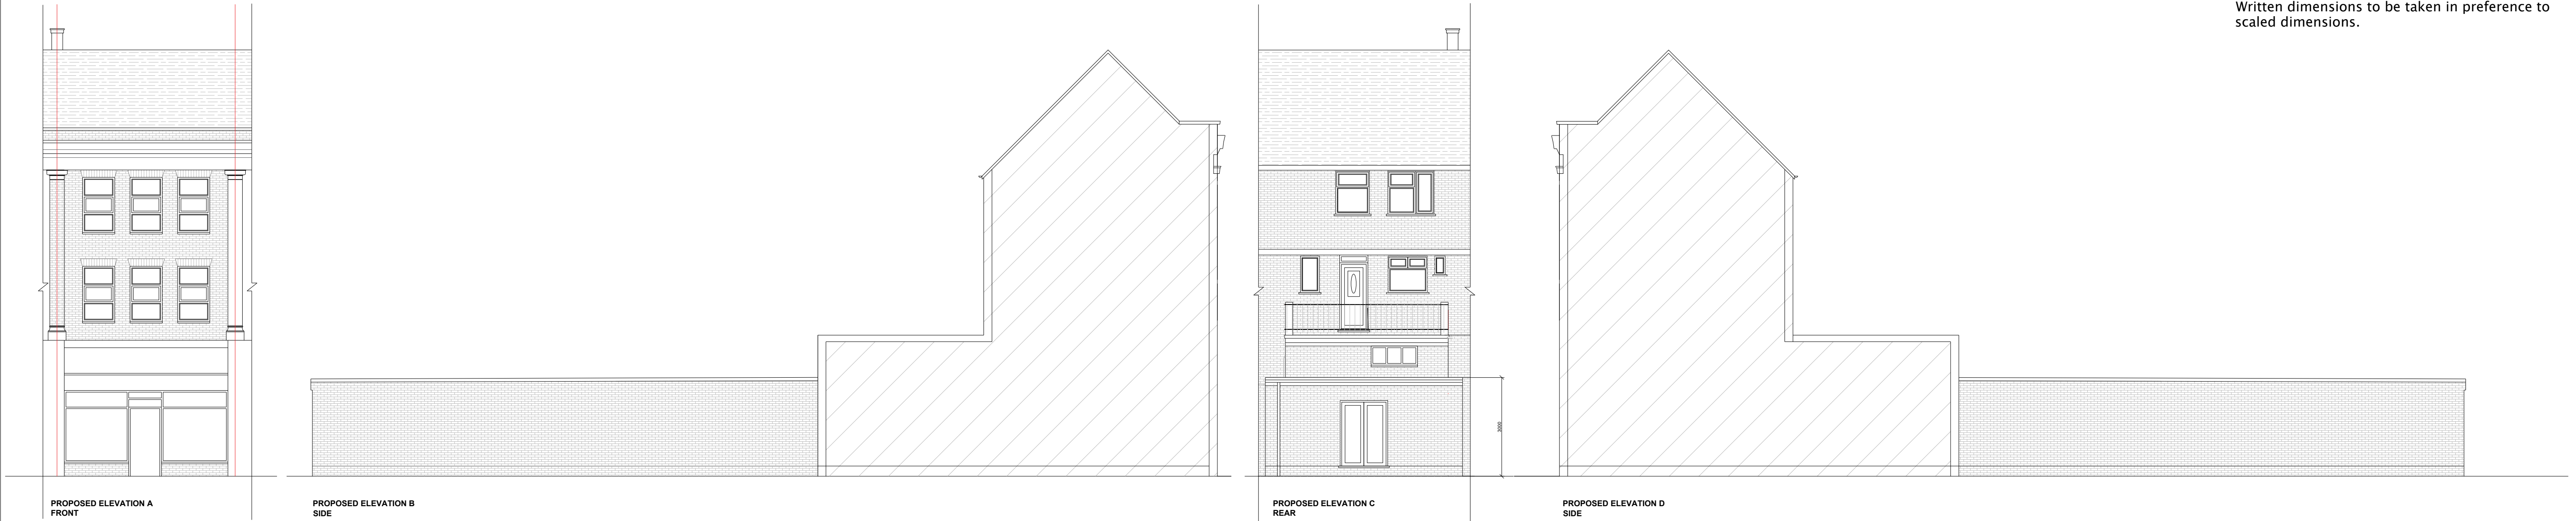 Written dimensions to be taken in preference to
scaled dimensions.
3000
PROPOSED ELEVATION A
FRONT
PROPOSED ELEVATION B
SIDE
PROPOSED ELEVATION C
REAR
PROPOSED ELEVATION D
SIDE